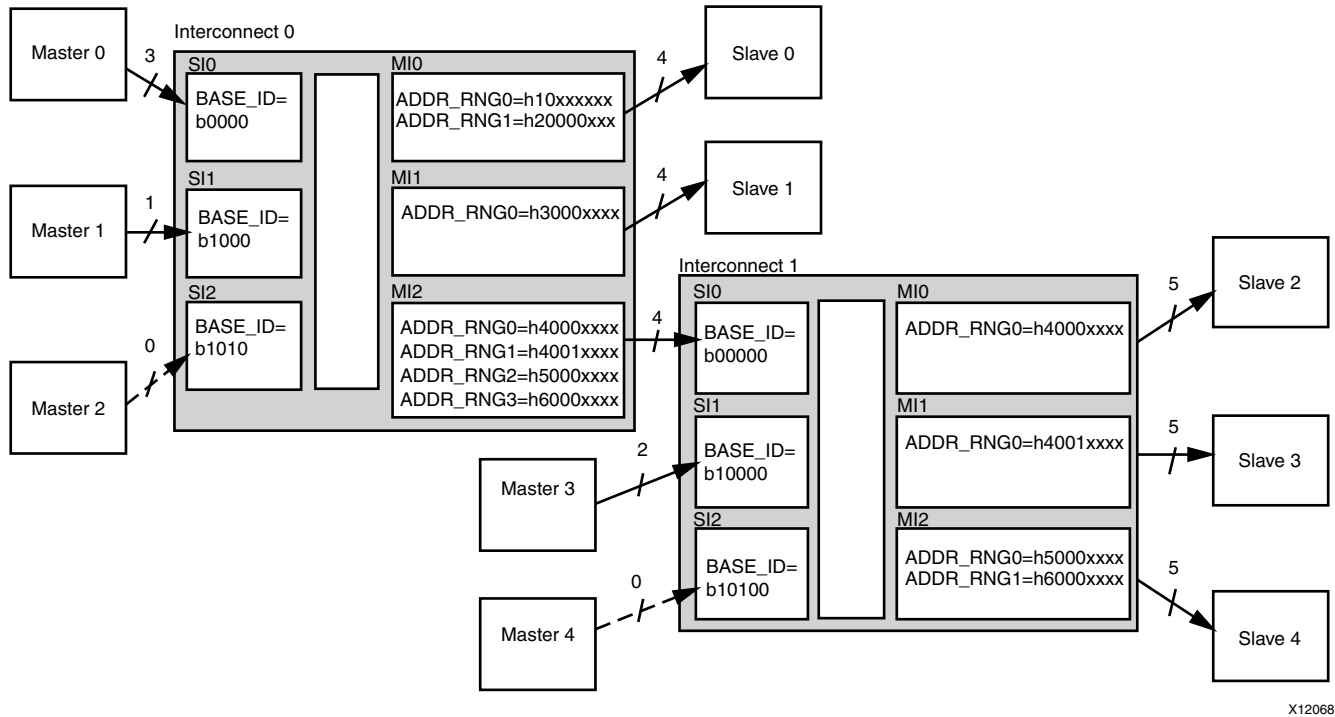 Master 0
3
Interconnect 0
SI0
BASE_ID=
b0000
MI0
ADDR_RNG0=h10xxxxxx
ADDR_RNG1=h20000xxx
4
Slave 0
Master 1
1
SI1
BASE_ID=
b1000
MI1
ADDR_RNG0=h3000xxxx
4
Slave 1
Master 2
0
SI2
BASE_ID=
b1010
MI2
ADDR_RNG0=h4000xxxx
ADDR_RNG1=h4001xxxx
ADDR_RNG2=h5000xxxx
ADDR_RNG3=h6000xxxx
4
Interconnect 1
SI0
BASE_ID=
b00000
MI0
ADDR_RNG0=h4000xxxx
5
Slave 2
Master 3
2
SI1
BASE_ID=
b10000
MI1
ADDR_RNG0=h4001xxxx
5
Slave 3
Master 4
0
SI2
BASE_ID=
b10100
MI2
ADDR_RNG0=h5000xxxx
ADDR_RNG1=h6000xxxx
5
Slave 4
X12068